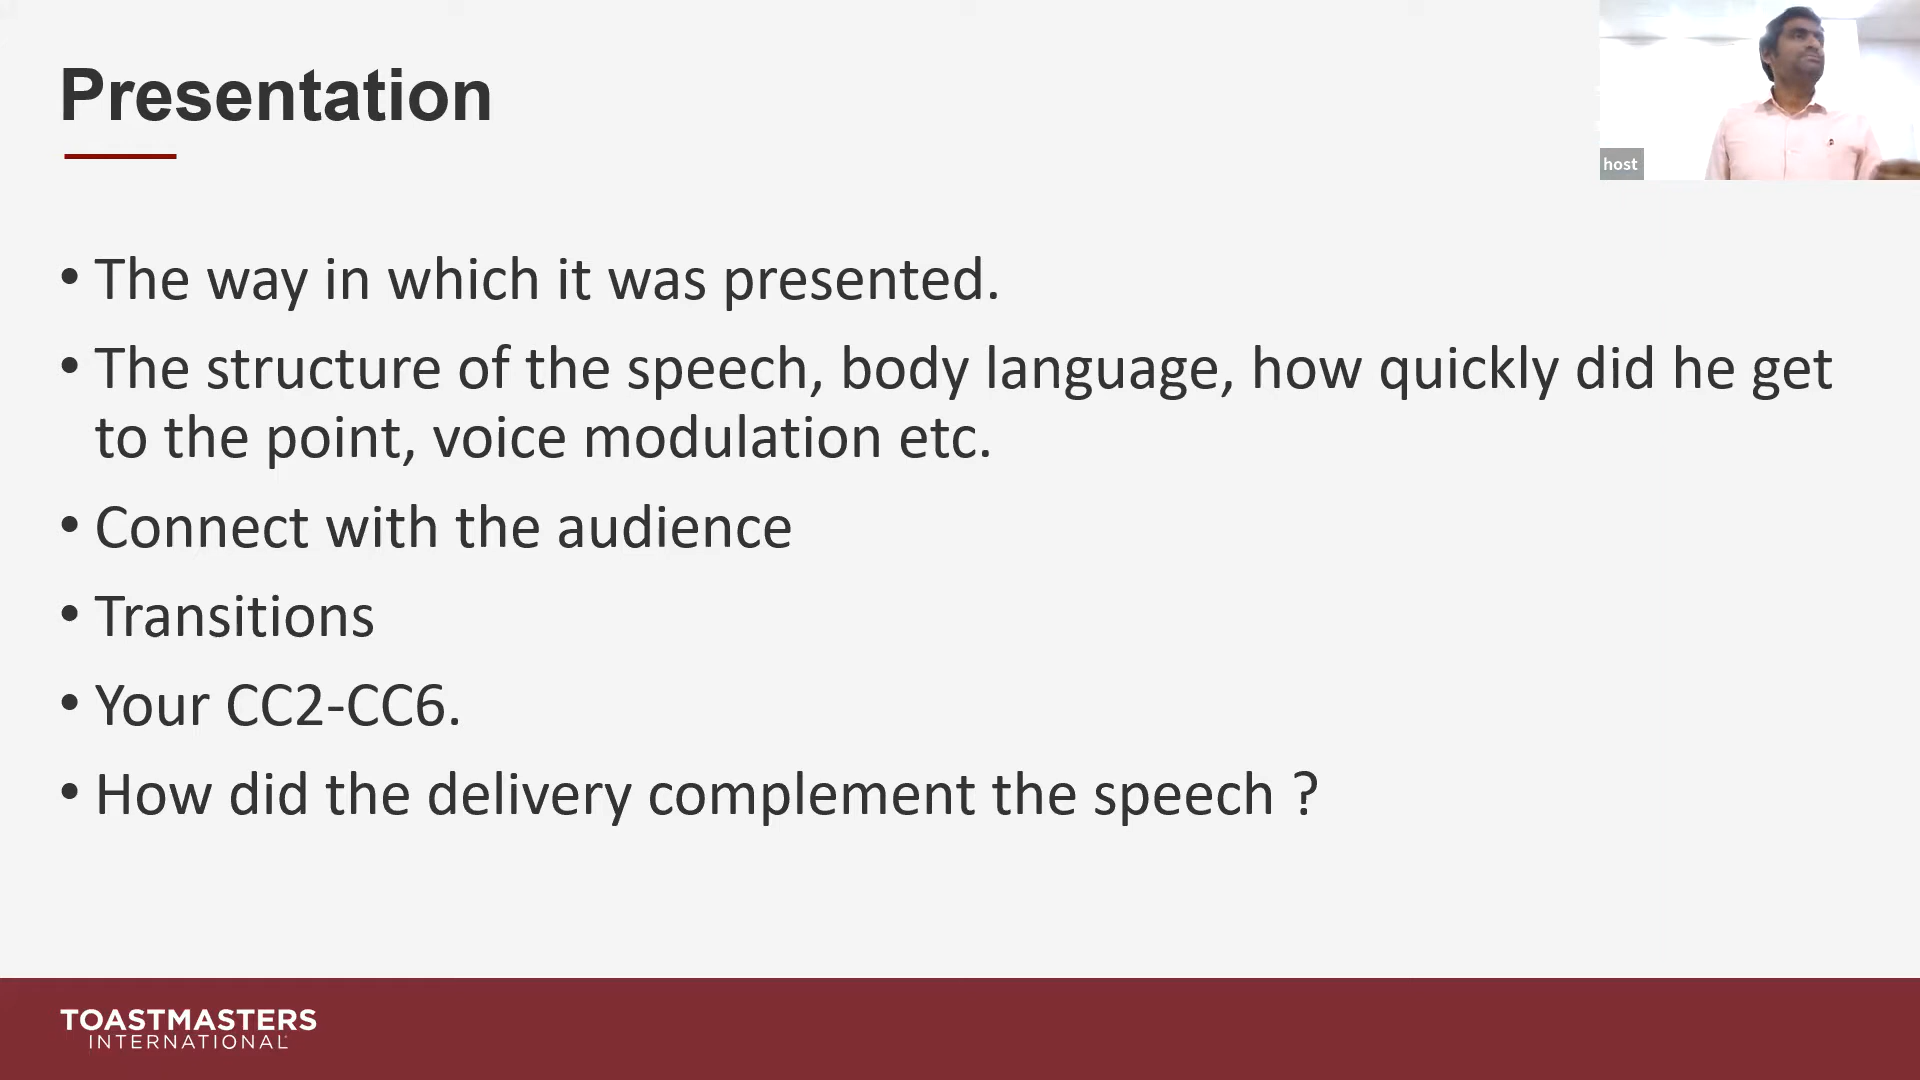 Presentation
host
• The way in which it was presented.
• The structure of the speech, body language, how quickly did he get
to the point, voice modulation etc.
• Connect with the audience
• Transitions
• Your CC2-CC6.
• How did the delivery complement the speech ?
TOASTMASTERS
INTERNATIONAL